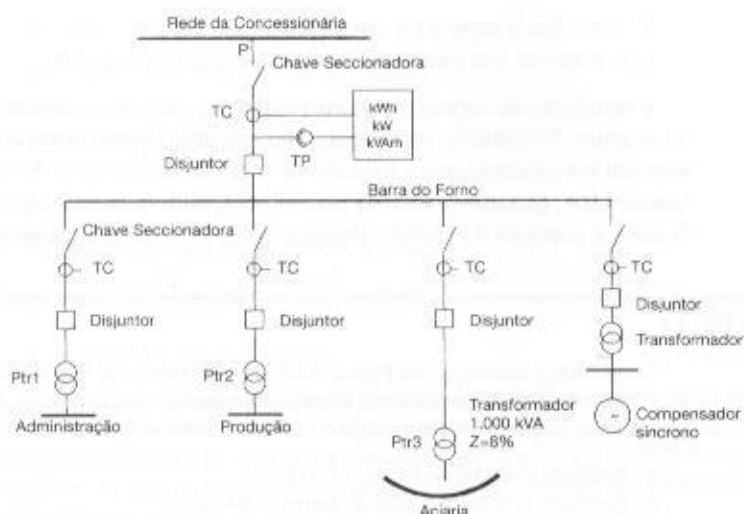 Rede da Concessionária
P
Chave Seccionadora
TC
kWh
kW
kVAm
TP
Disjuntor
Barra do Forno
Chave Seccionadora
TC
TC
TC
TC
Disjuntor
Disjuntor
Disjuntor
Disjuntor
Transformador
Ptr1
Ptr2
Transformador
1.000 kVA
Z=8%
Ptr3
Compensador
síncrono
Administração
Produção
Aciaria